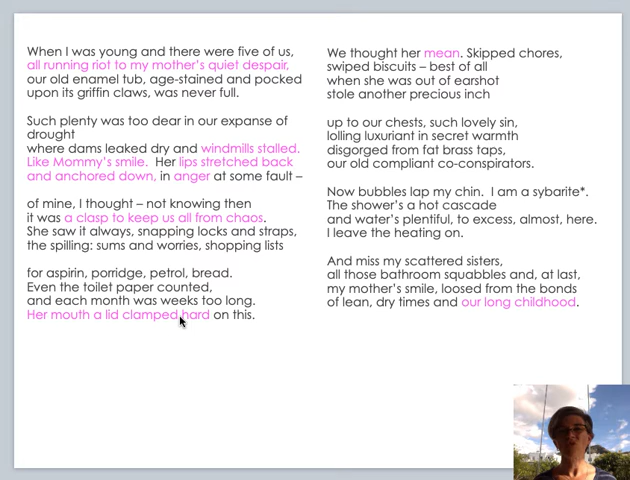 When I was young and there were five of us,
all running riot to my mother's quiet despair,
our old enamel tub, age-stained and pocked
upon its griffin claws, was never full.
Such plenty was too dear in our expanse of
drought
where dams leaked dry and windmills stalled.
Like Mommy's smile.  Her lips stretched back
and anchored down, in anger at some fault –
of mine, I thought – not knowing then
it was a clasp to keep us all from chaos.
She saw it always, snapping locks and straps,
the spilling: sums and worries, shopping lists
for aspirin, porridge, petrol, bread.
Even the toilet paper counted,
and each month was weeks too long.
Her mouth a lid clamped hard on this.
We thought her mean. Skipped chores,
swiped biscuits – best of all
when she was out of earshot
stole another precious inch
up to our chests, such lovely sin,
lolling luxuriant in secret warmth
disgorged from fat brass taps,
our old compliant co-conspirators.
Now bubbles lap my chin.  I am a sybarite*.
The shower's a hot cascade
and water's plentiful, to excess, almost, here.
I leave the heating on.
And miss my scattered sisters,
all those bathroom squabbles and, at last,
my mother's smile, loosed from the bonds
of lean, dry times and our long childhood.